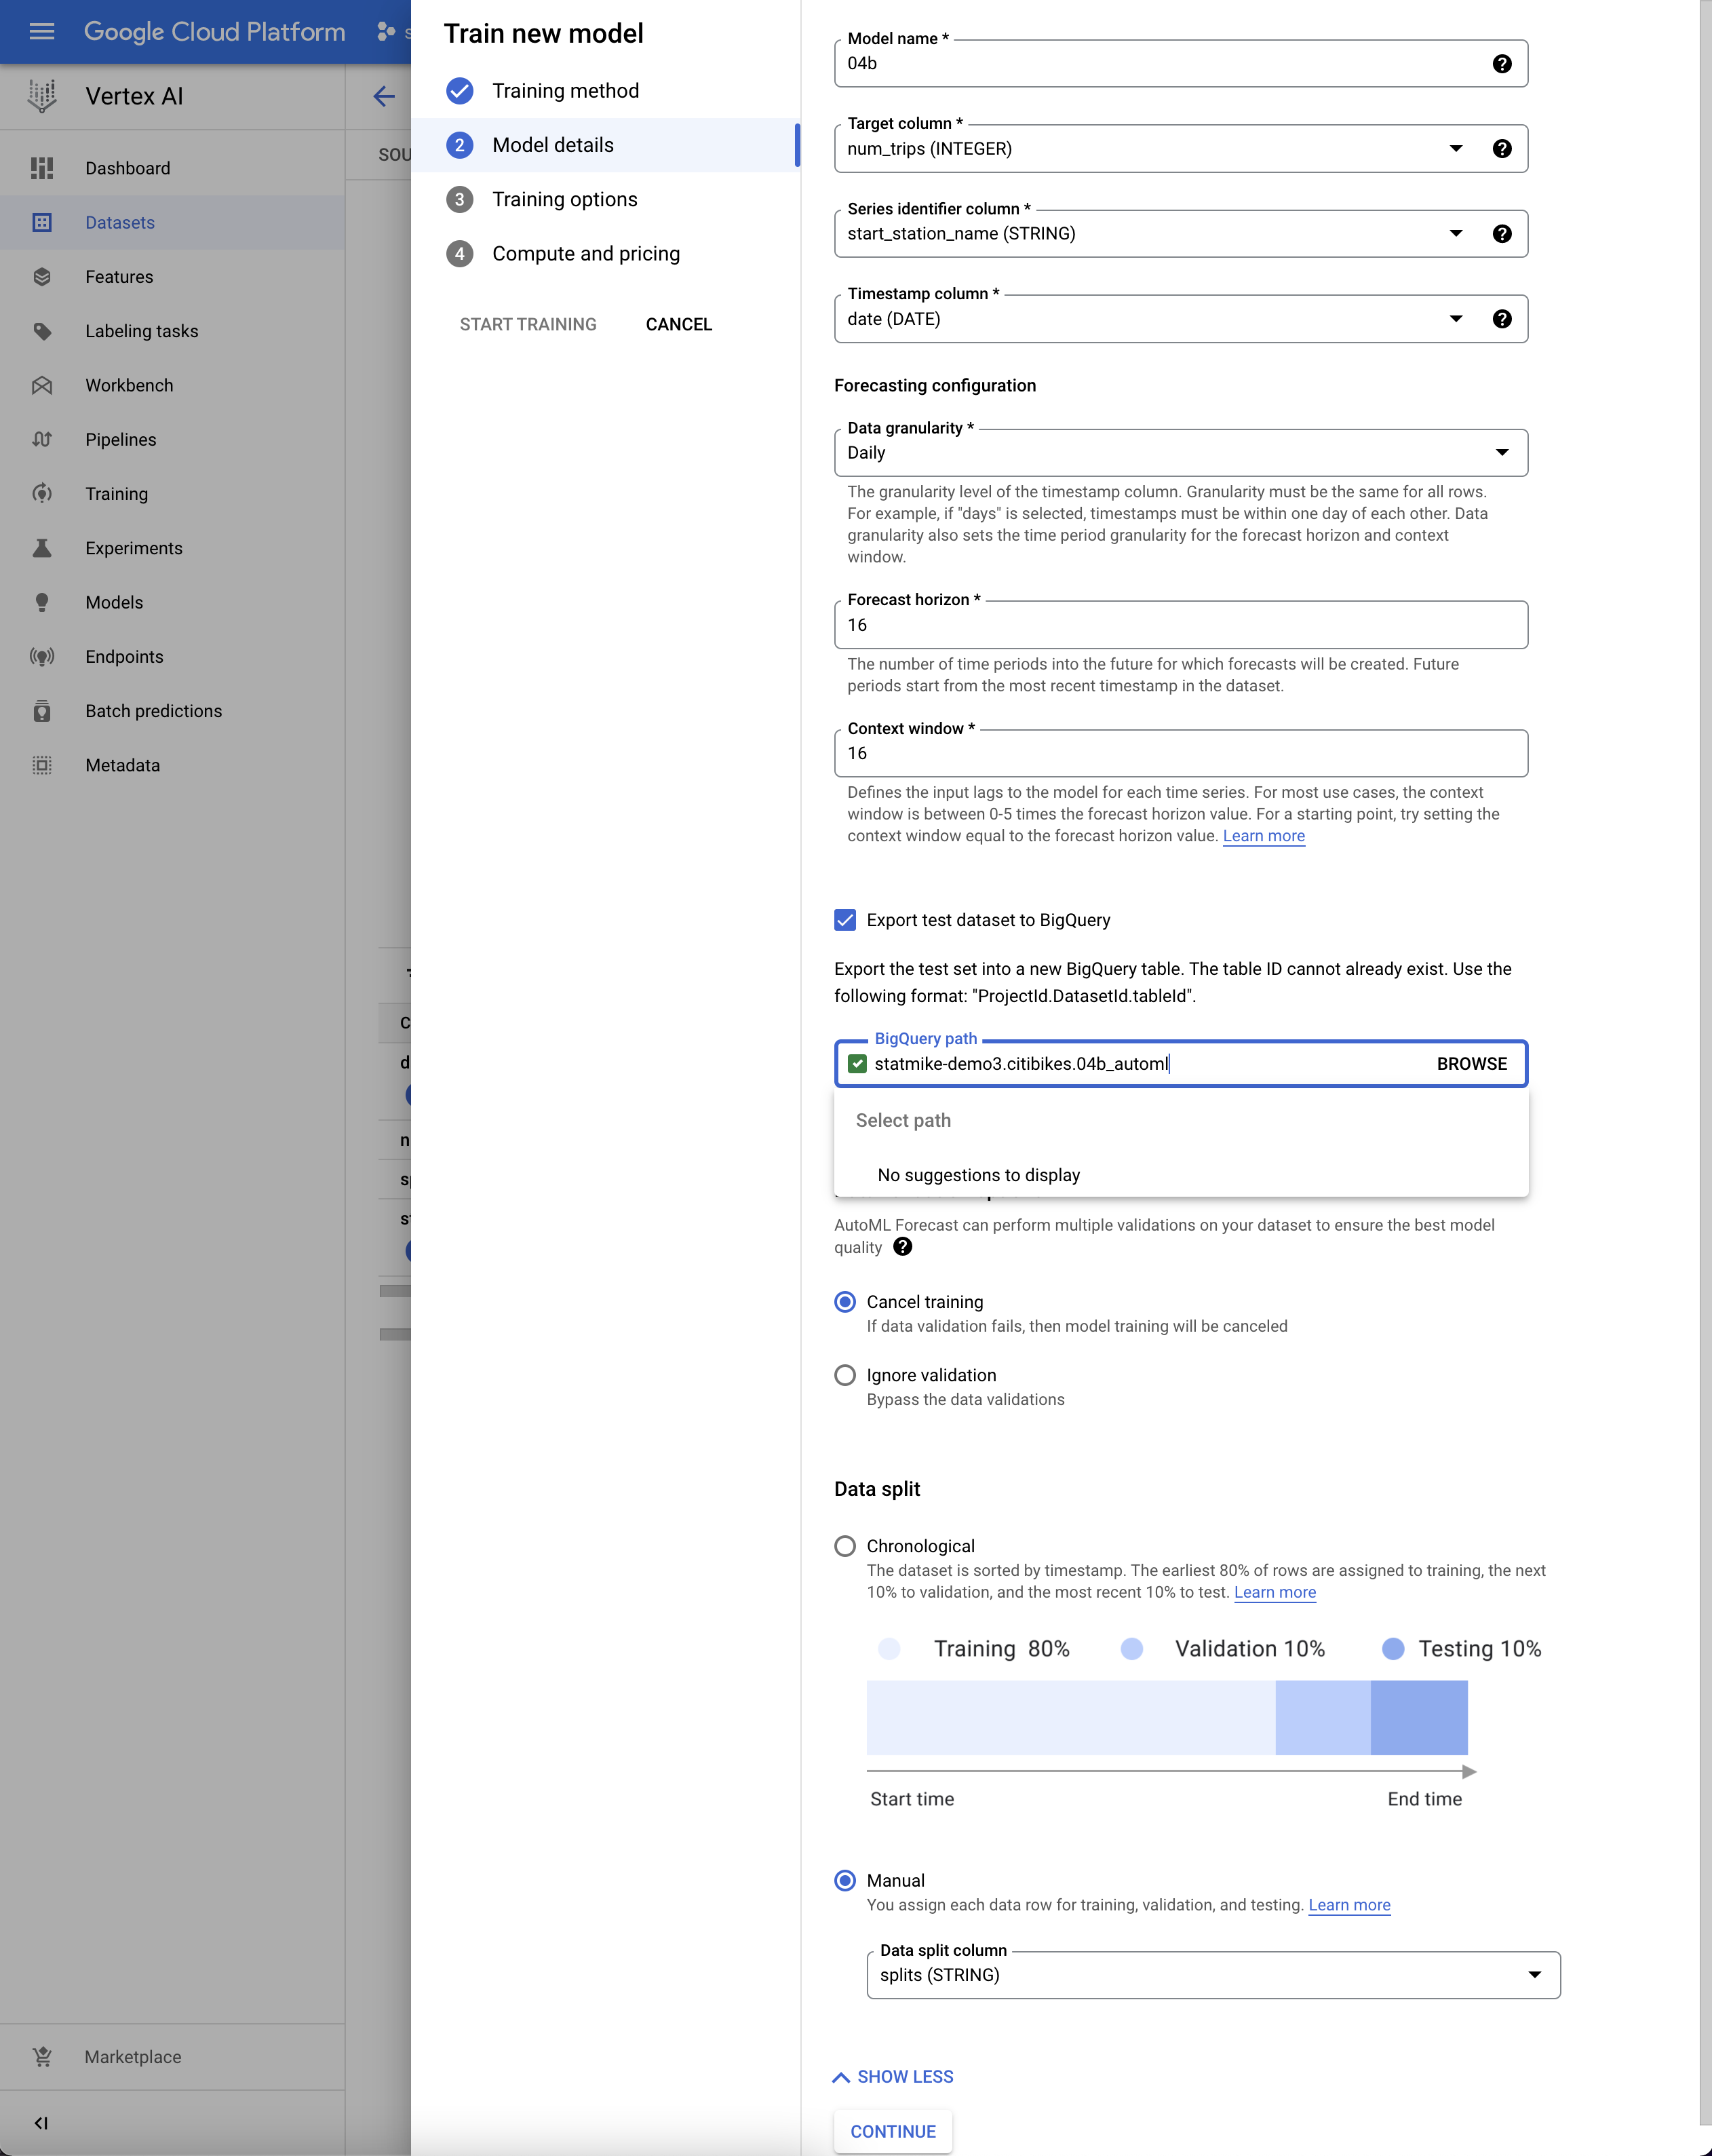 Google Cloud Platform
Vertex AI
SOU
Dashboard
Datasets
Features
Labeling tasks
Workbench
Pipelines
Training
Experiments
Models
Endpoints
Batch predictions
Metadata
Marketplace
Train new model
Training method
2 Model details
3 Training options
4 Compute and pricing
START TRAINING CANCEL
Model name *
04b
Target column *
num_trips (INTEGER)
Series identifier column *
start_station_name (STRING)
Timestamp column *
date (DATE)
Forecasting configuration
Data granularity *
Daily
The granularity level of the timestamp column. Granularity must be the same for all rows.
For example, if "days" is selected, timestamps must be within one day of each other. Data
granularity also sets the time period granularity for the forecast horizon and context
window.
Forecast horizon *
16
The number of time periods into the future for which forecasts will be created. Future
periods start from the most recent timestamp in the dataset.
Context window *
16
Defines the input lags to the model for each time series. For most use cases, the context
window is between 0-5 times the forecast horizon value. For a starting point, try setting the
context window equal to the forecast horizon value. Learn more
Export test dataset to BigQuery
Export the test set into a new BigQuery table. The table ID cannot already exist. Use the
following format: "ProjectId.DatasetId.tableId".
BigQuery path
statmike-demo3.citibikes.04b_automl BROWSE
Select path
No suggestions to display
AutoML Forecast can perform multiple validations on your dataset to ensure the best model
quality
Cancel training
If data validation fails, then model training will be canceled
Ignore validation
Bypass the data validations
Data split
Chronological
The dataset is sorted by timestamp. The earliest 80% of rows are assigned to training, the next
10% to validation, and the most recent 10% to test. Learn more
Training 80% Validation 10% Testing 10%
Start time End time
Manual
You assign each data row for training, validation, and testing. Learn more
Data split column
splits (STRING)
SHOW LESS
CONTINUE